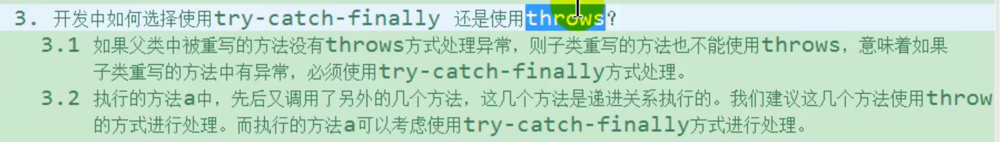 3. 开发中如何选择使用try-catch-finally 还是使用throws?
3.1 如果父类中被重写的方法没有throws方式处理异常，则子类重写的方法也不能使用throws，意味着如果
子类重写的方法中有异常，必须使用try-catch-finally方式处理。
3.2 执行的方法a中，先后又调用了另外的几个方法，这几个方法是递进关系执行的。我们建议这几个方法使用throw
的方式进行处理。而执行的方法a可以考虑使用try-catch-finally方式进行处理。